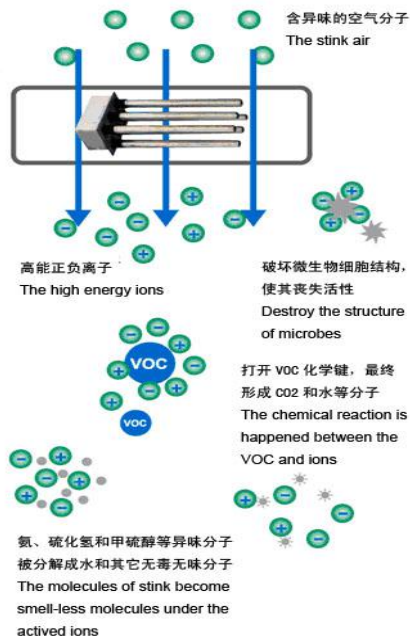 含异味的空气分子
The stink air
高能正负离子
The high energy ions
破坏微生物细胞结构，
使其丧失活性
Destroy the structure
of microbes
VOC
VOC
打开 VOC 化学键，最终
形成 CO2 和水等分子
The chemical reaction is
happened between the
VOC and ions
氨、硫化氢和甲硫醇等异味分子
被分解成水和其它无毒无味分子
The molecules of stink become
smell-less molecules under the
actived ions